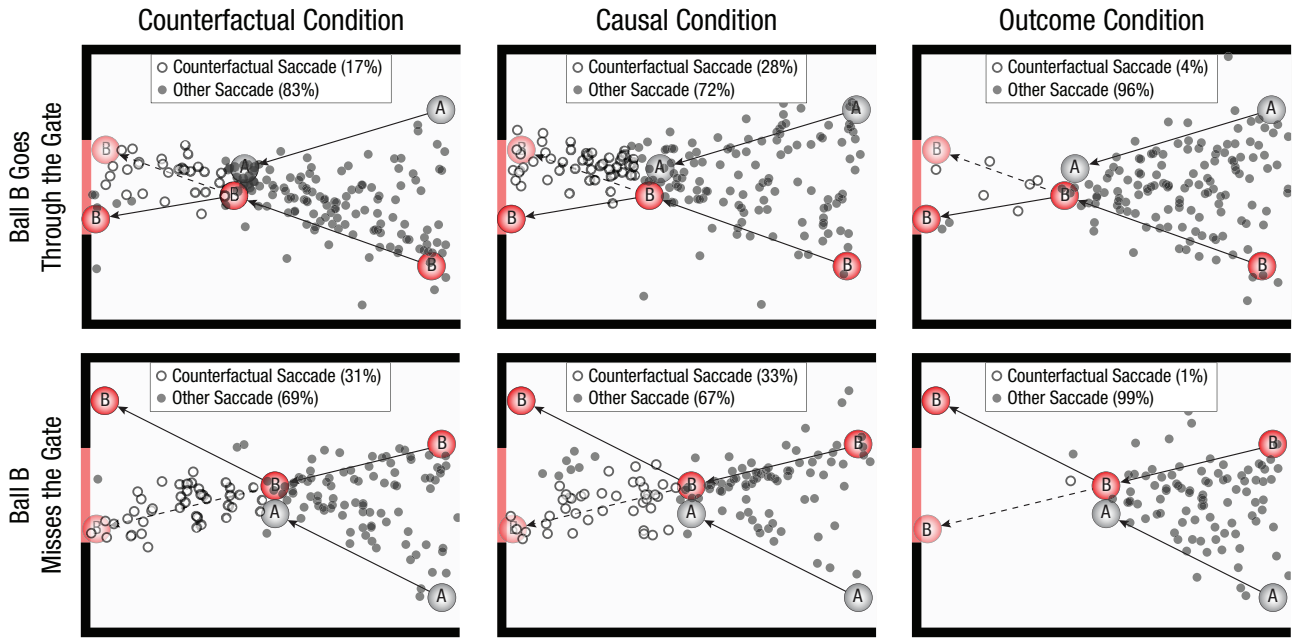 Counterfactual Condition
Causal Condition
Outcome Condition
Ball B Goes
Through the Gate
Counterfactual Saccade (17%)
Other Saccade (83%)
A
B
A
B
B
B
Counterfactual Saccade (28%)
Other Saccade (72%)
A
B
A
B
B
B
Counterfactual Saccade (4%)
Other Saccade (96%)
A
B
A
B
B
B
Ball B
Misses the Gate
Counterfactual Saccade (31%)
Other Saccade (69%)
B
B
B
A
B
A
Counterfactual Saccade (33%)
Other Saccade (67%)
B
B
B
A
B
A
Counterfactual Saccade (1%)
Other Saccade (99%)
B
B
B
A
B
A